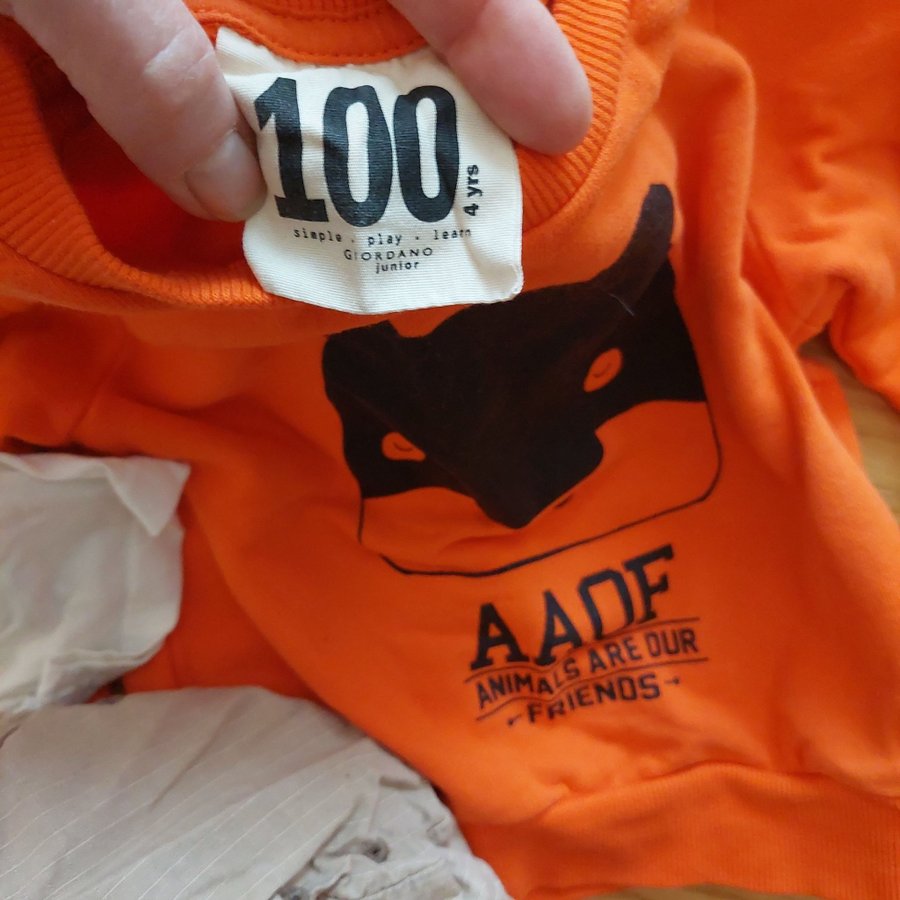 100
4 yrs
simple . play . learn
GIORDANO
junior
AAOF
ANIMALS ARE OUR
FRIENDS